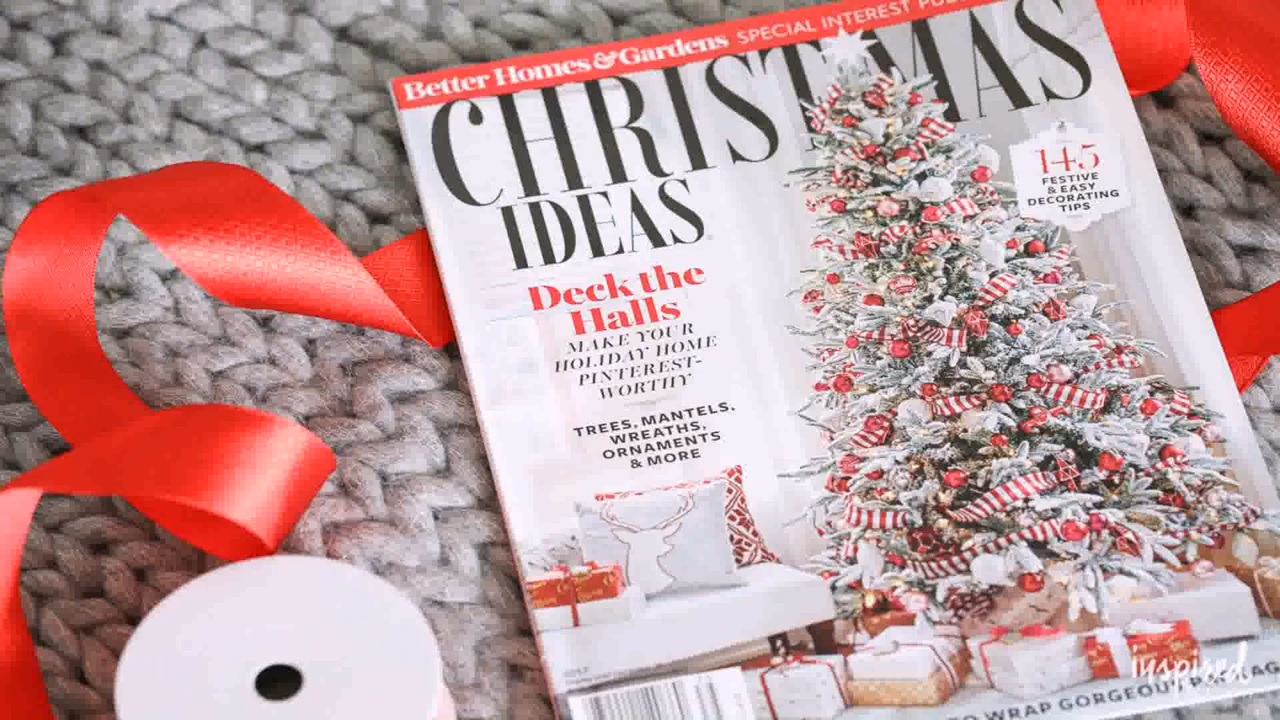 Better Homes & Gardens SPECIAL INTEREST
CHRISTMAS
IDEAS
145
FESTIVE
& EASY
DECORATING
TIPS
Deck the
Halls
MAKE YOUR
HOLIDAY HOME
PINTEREST-
WORTHY
TREES, MANTELS,
WREATHS,
ORNAMENTS
& MORE
inspired
WRAP GORGEOUS